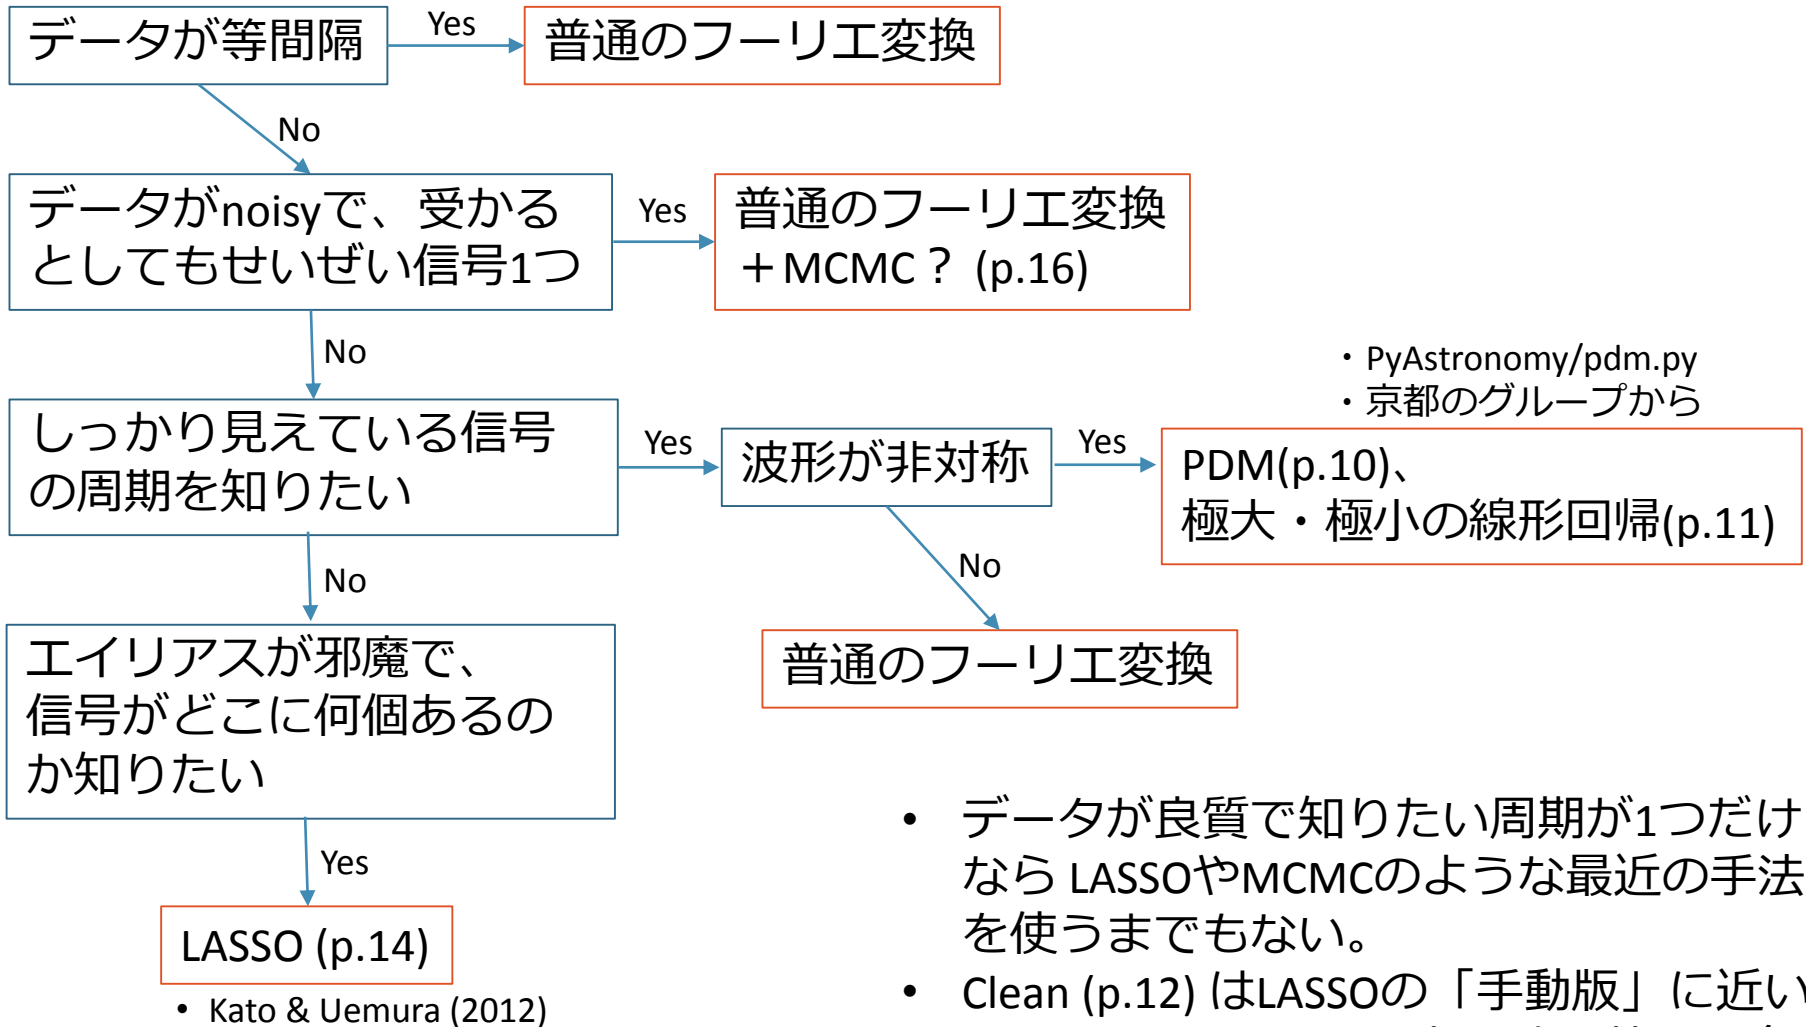 データが等間隔
Yes
普通のフーリエ変換
No
データがnoisyで、受かる
としてもせいぜい信号1つ
Yes
普通のフーリエ変換
＋MCMC？ (p.16)
No
しっかり見えている信号
の周期を知りたい
Yes
波形が非対称
Yes
・PyAstronomy/pdm.py
・京都のグループから
PDM(p.10)、
極大・極小の線形回帰(p.11)
No
普通のフーリエ変換
No
エイリアスが邪魔で、
信号がどこに何個あるの
か知りたい
Yes
LASSO (p.14)
• Kato & Uemura (2012)
• データが良質で知りたい周期が1つだけ
なら LASSOやMCMCのような最近の手法
を使うまでもない。
• Clean (p.12) はLASSOの「手動版」に近い